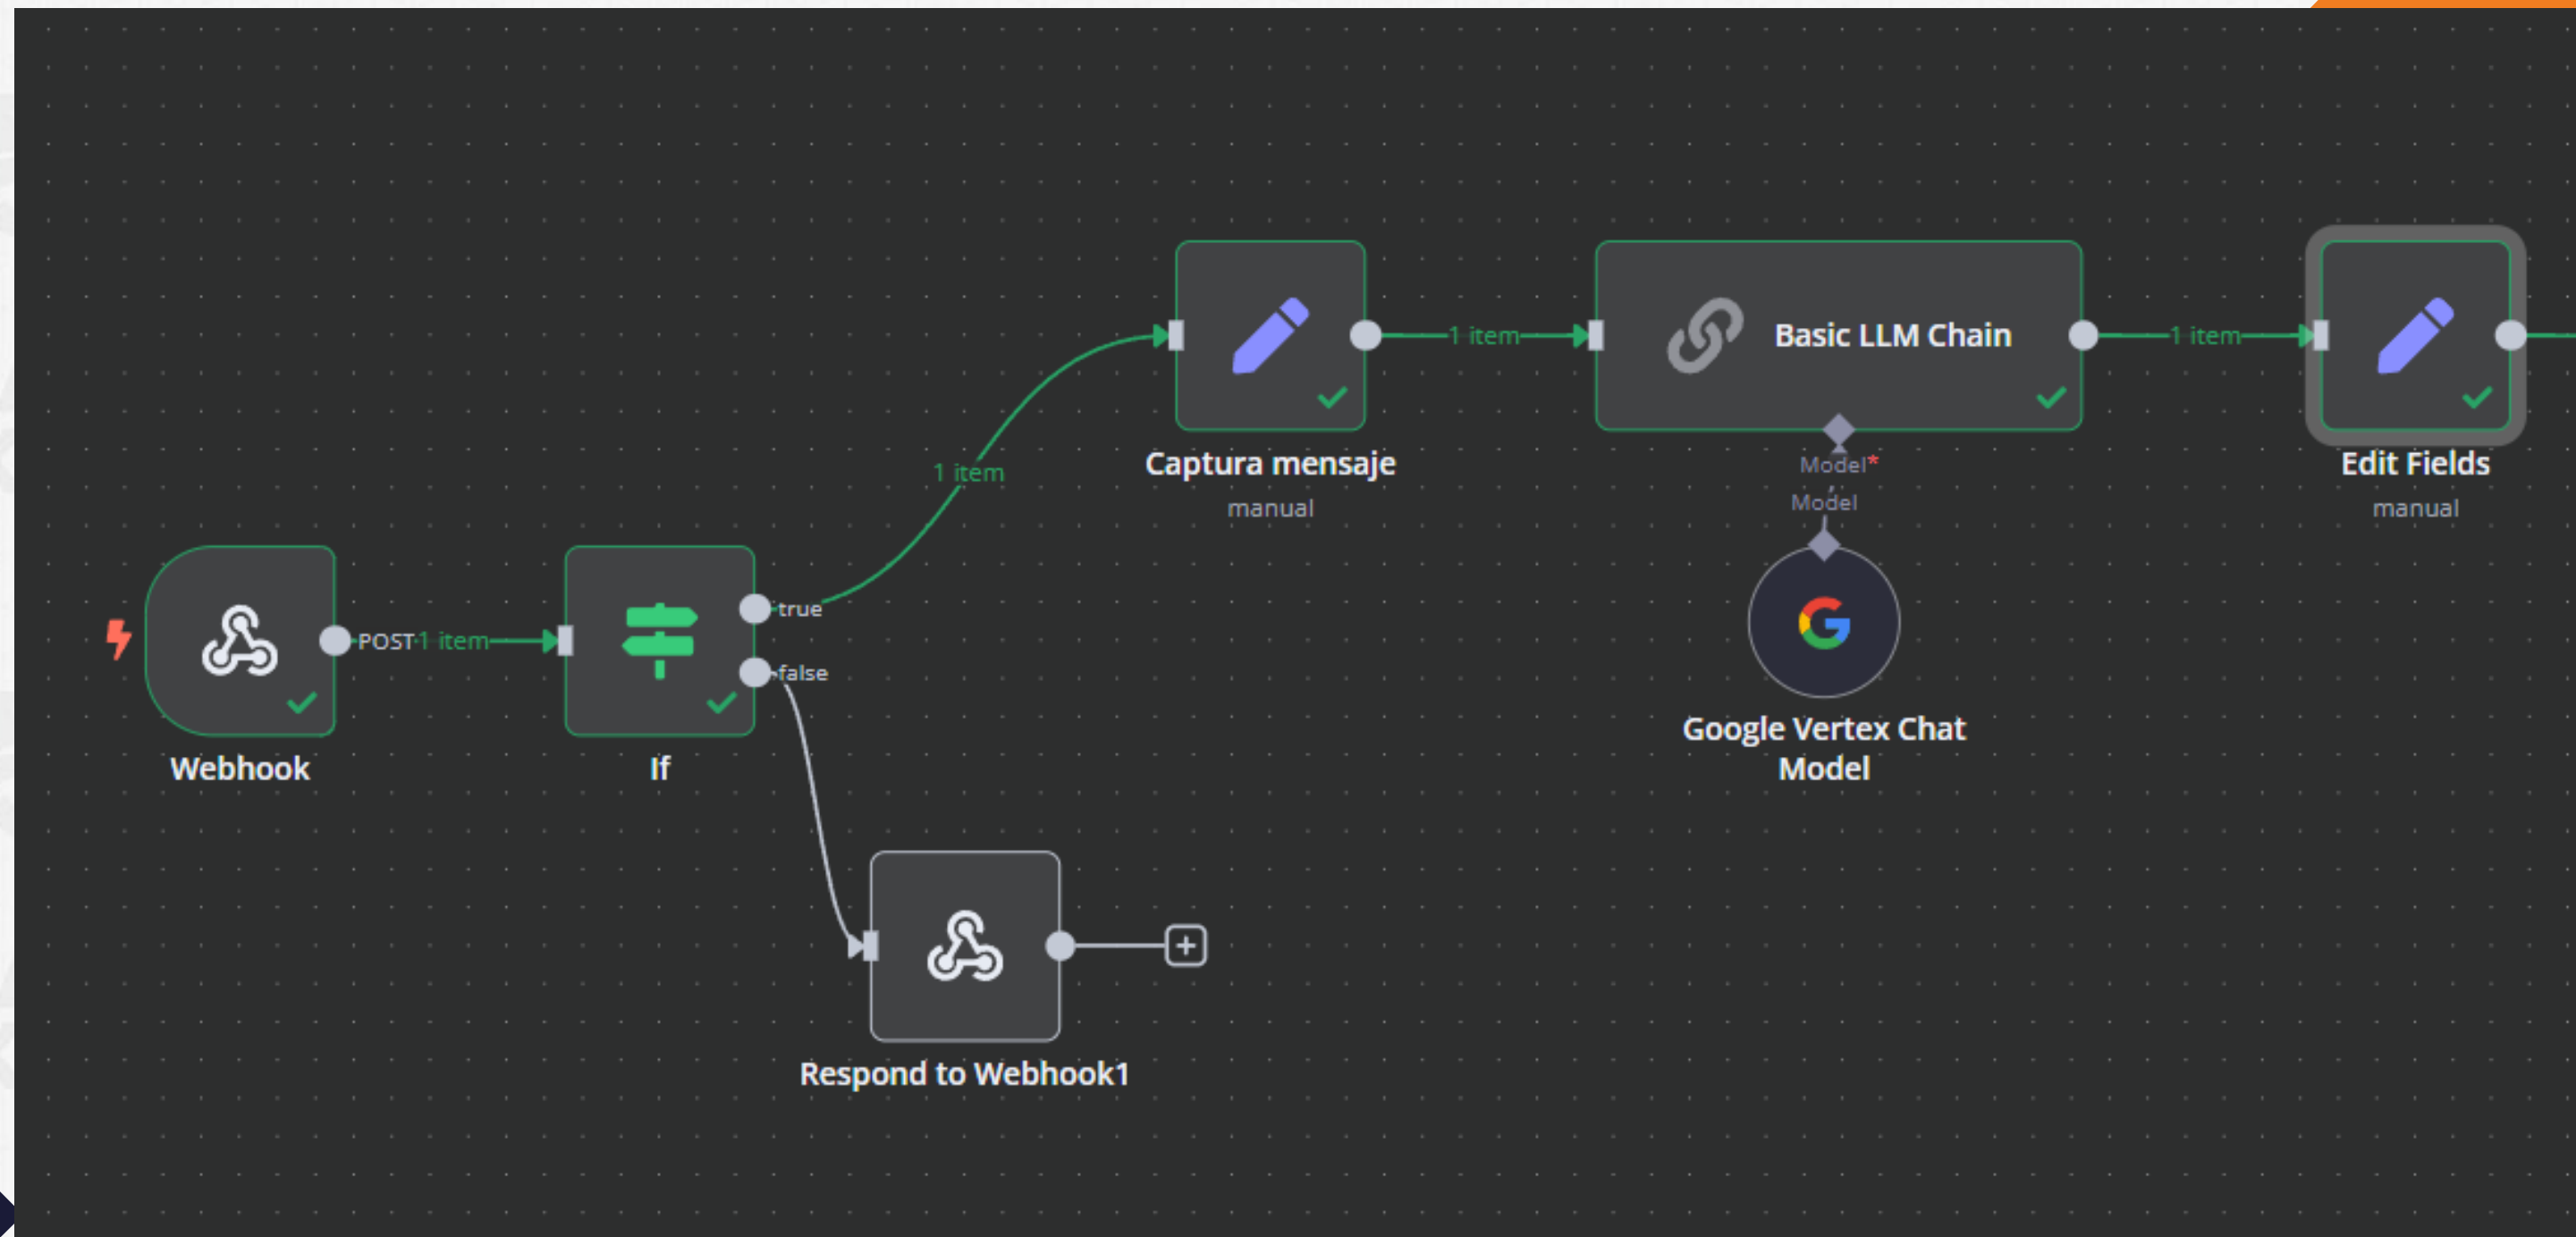 1 item
1 item
Basic LLM Chain
1 item
Captura mensaje
manual
Model*
Model
Edit Fields
manual
POST
1 item
true
false
Webhook
If
Google Vertex Chat
Model
Respond to Webhook1